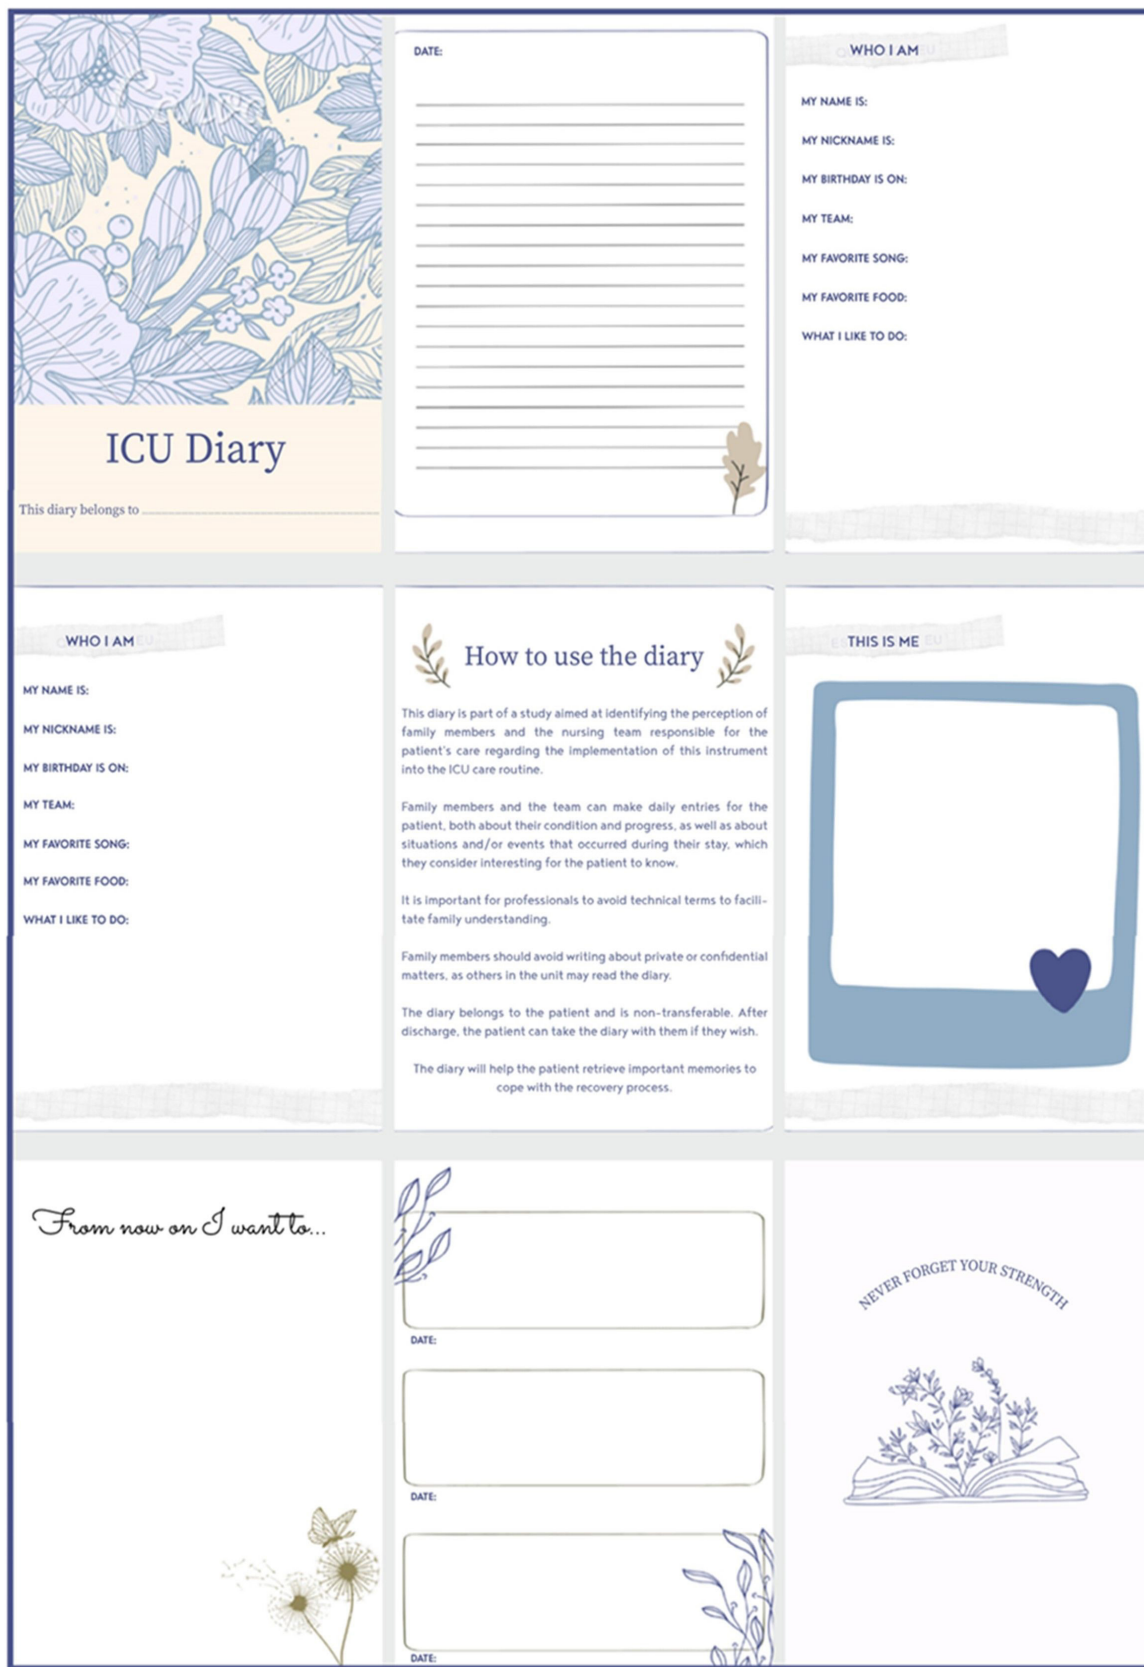 ICU Diary
This diary belongs to
DATE:
WHO I AM
MY NAME IS:
MY NICKNAME IS:
MY BIRTHDAY IS ON:
MY TEAM:
MY FAVORITE SONG:
MY FAVORITE FOOD:
WHAT I LIKE TO DO:
WHO I AM
MY NAME IS:
MY NICKNAME IS:
MY BIRTHDAY IS ON:
MY TEAM:
MY FAVORITE SONG:
MY FAVORITE FOOD:
WHAT I LIKE TO DO:
How to use the diary
This diary is part of a study aimed at identifying the perception of
family members and the nursing team responsible for the
patient's care regarding the implementation of this instrument
into the ICU care routine.
Family members and the team can make daily entries for the
patient, both about their condition and progress, as well as about
situations and/or events that occurred during their stay, which
they consider interesting for the patient to know.
It is important for professionals to avoid technical terms to facili-
tate family understanding.
Family members should avoid writing about private or confidential
matters, as others in the unit may read the diary.
The diary belongs to the patient and is non-transferable. After
discharge, the patient can take the diary with them if they wish.
The diary will help the patient retrieve important memories to
cope with the recovery process.
THIS IS ME
From now on I want to...
DATE:
DATE:
DATE:
NEVER FORGET YOUR STRENGTH